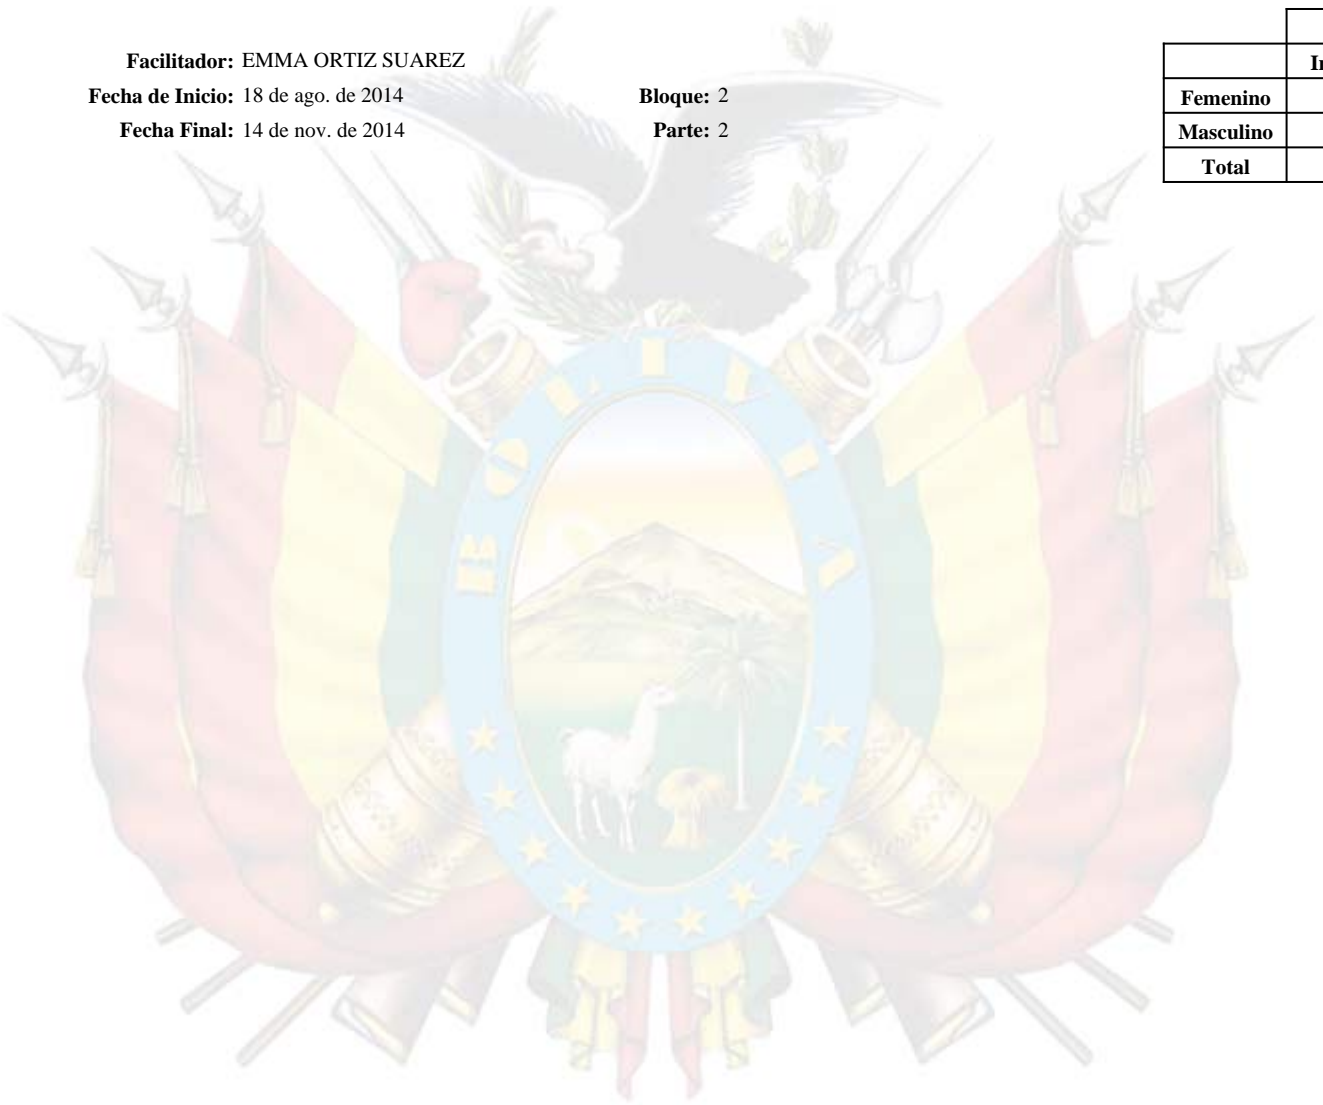 Facilitador: EMMA ORTIZ SUAREZ
Fecha de Inicio: 18 de ago. de 2014
Bloque: 2
Fecha Final: 14 de nov. de 2014
Parte: 2
Femenino
Masculino
Total
BOLIVIA